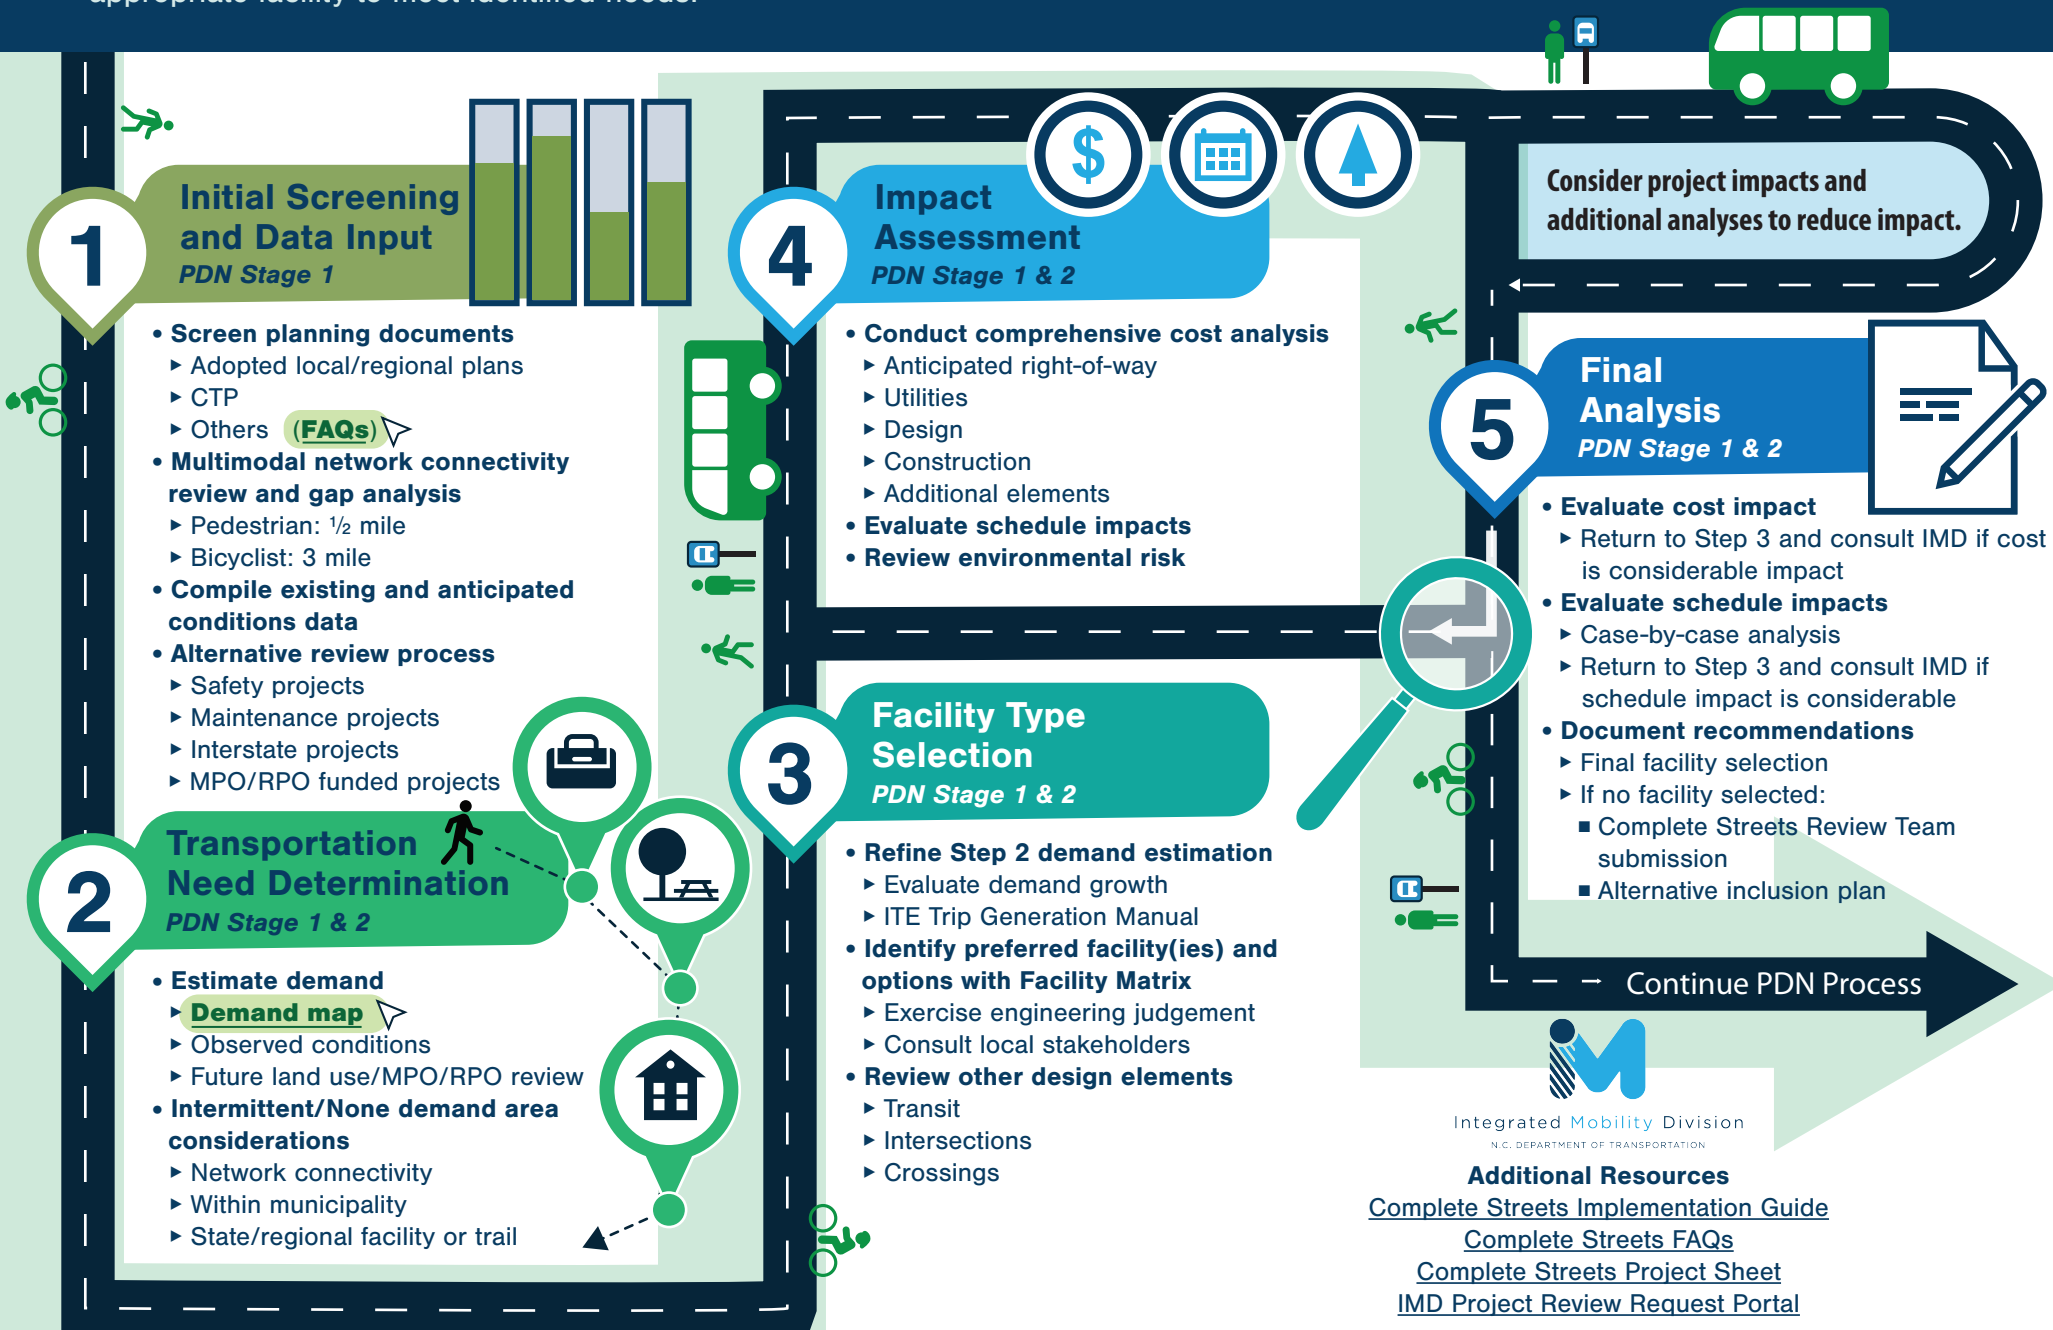 appropriate facility to meet identified needs.
1
Initial Screening
and Data Input
PDN Stage 1
• Screen planning documents
▸ Adopted local/regional plans
▸ CTP
▸ Others (FAQs)
• Multimodal network connectivity
review and gap analysis
▸ Pedestrian: ½ mile
▸ Bicyclist: 3 mile
• Compile existing and anticipated
conditions data
• Alternative review process
▸ Safety projects
▸ Maintenance projects
▸ Interstate projects
▸ MPO/RPO funded projects
2
Transportation
Need Determination
PDN Stage 1 & 2
• Estimate demand
▸ Demand map
▸ Observed conditions
▸ Future land use/MPO/RPO review
• Intermittent/None demand area
considerations
▸ Network connectivity
▸ Within municipality
▸ State/regional facility or trail
3
Facility Type
Selection
PDN Stage 1 & 2
• Refine Step 2 demand estimation
▸ Evaluate demand growth
▸ ITE Trip Generation Manual
• Identify preferred facility(ies) and
options with Facility Matrix
▸ Exercise engineering judgement
▸ Consult local stakeholders
• Review other design elements
▸ Transit
▸ Intersections
▸ Crossings
4
Impact
Assessment
PDN Stage 1 & 2
$
• Conduct comprehensive cost analysis
▸ Anticipated right-of-way
▸ Utilities
▸ Design
▸ Construction
▸ Additional elements
• Evaluate schedule impacts
• Review environmental risk
Consider project impacts and
additional analyses to reduce impact.
5
Final
Analysis
PDN Stage 1 & 2
• Evaluate cost impact
▸ Return to Step 3 and consult IMD if cost
is considerable impact
• Evaluate schedule impacts
▸ Case-by-case analysis
▸ Return to Step 3 and consult IMD if
schedule impact is considerable
• Document recommendations
▸ Final facility selection
▸ If no facility selected:
■ Complete Streets Review Team
submission
■ Alternative inclusion plan
Continue PDN Process
iM
Integrated Mobility Division
N.C. DEPARTMENT OF TRANSPORTATION
Additional Resources
Complete Streets Implementation Guide
Complete Streets FAQs
Complete Streets Project Sheet
IMD Project Review Request Portal